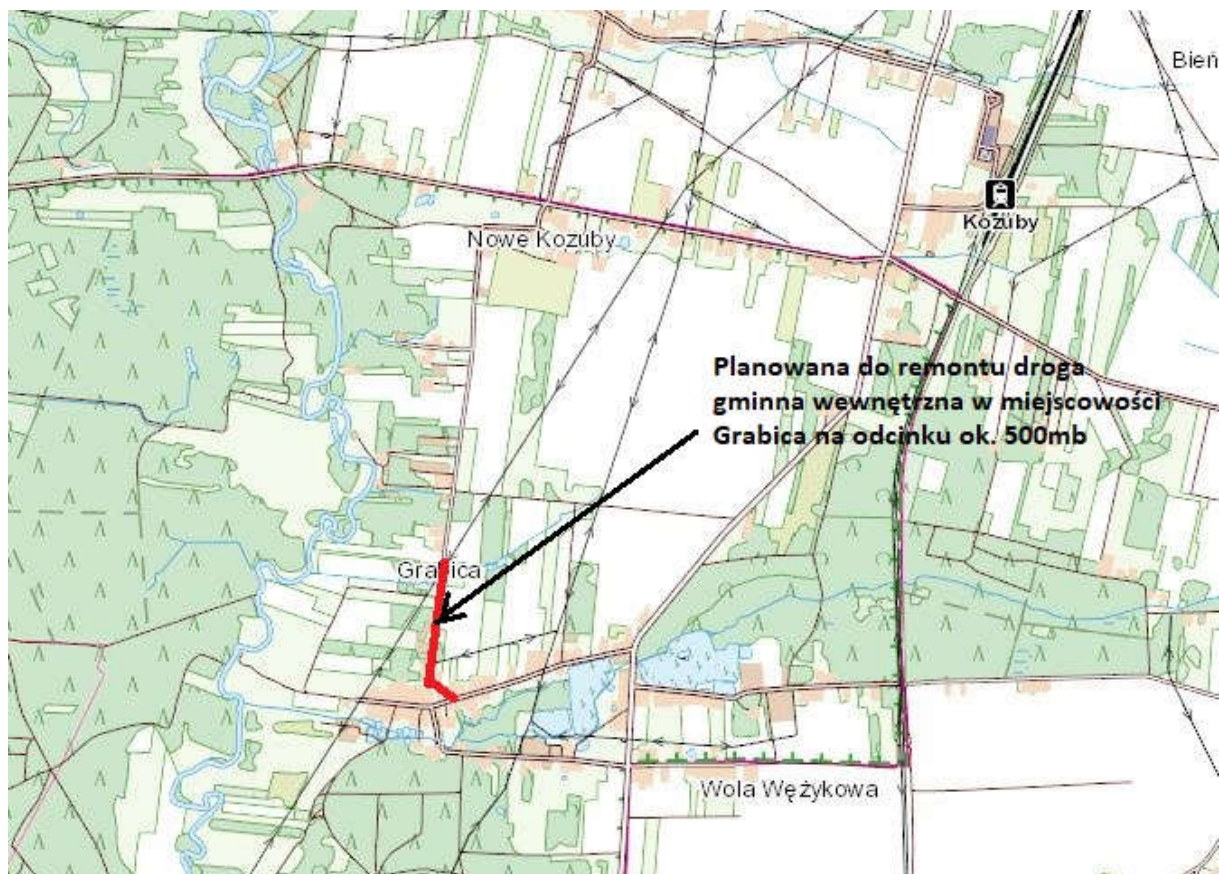 Bień
Kozuby
Nowe Kozuby
Planowana do remontu droga
gminna wewnętrzna w miejscowości
Grabica na odcinku ok. 500mb
Grabica
Wola Wężykowa